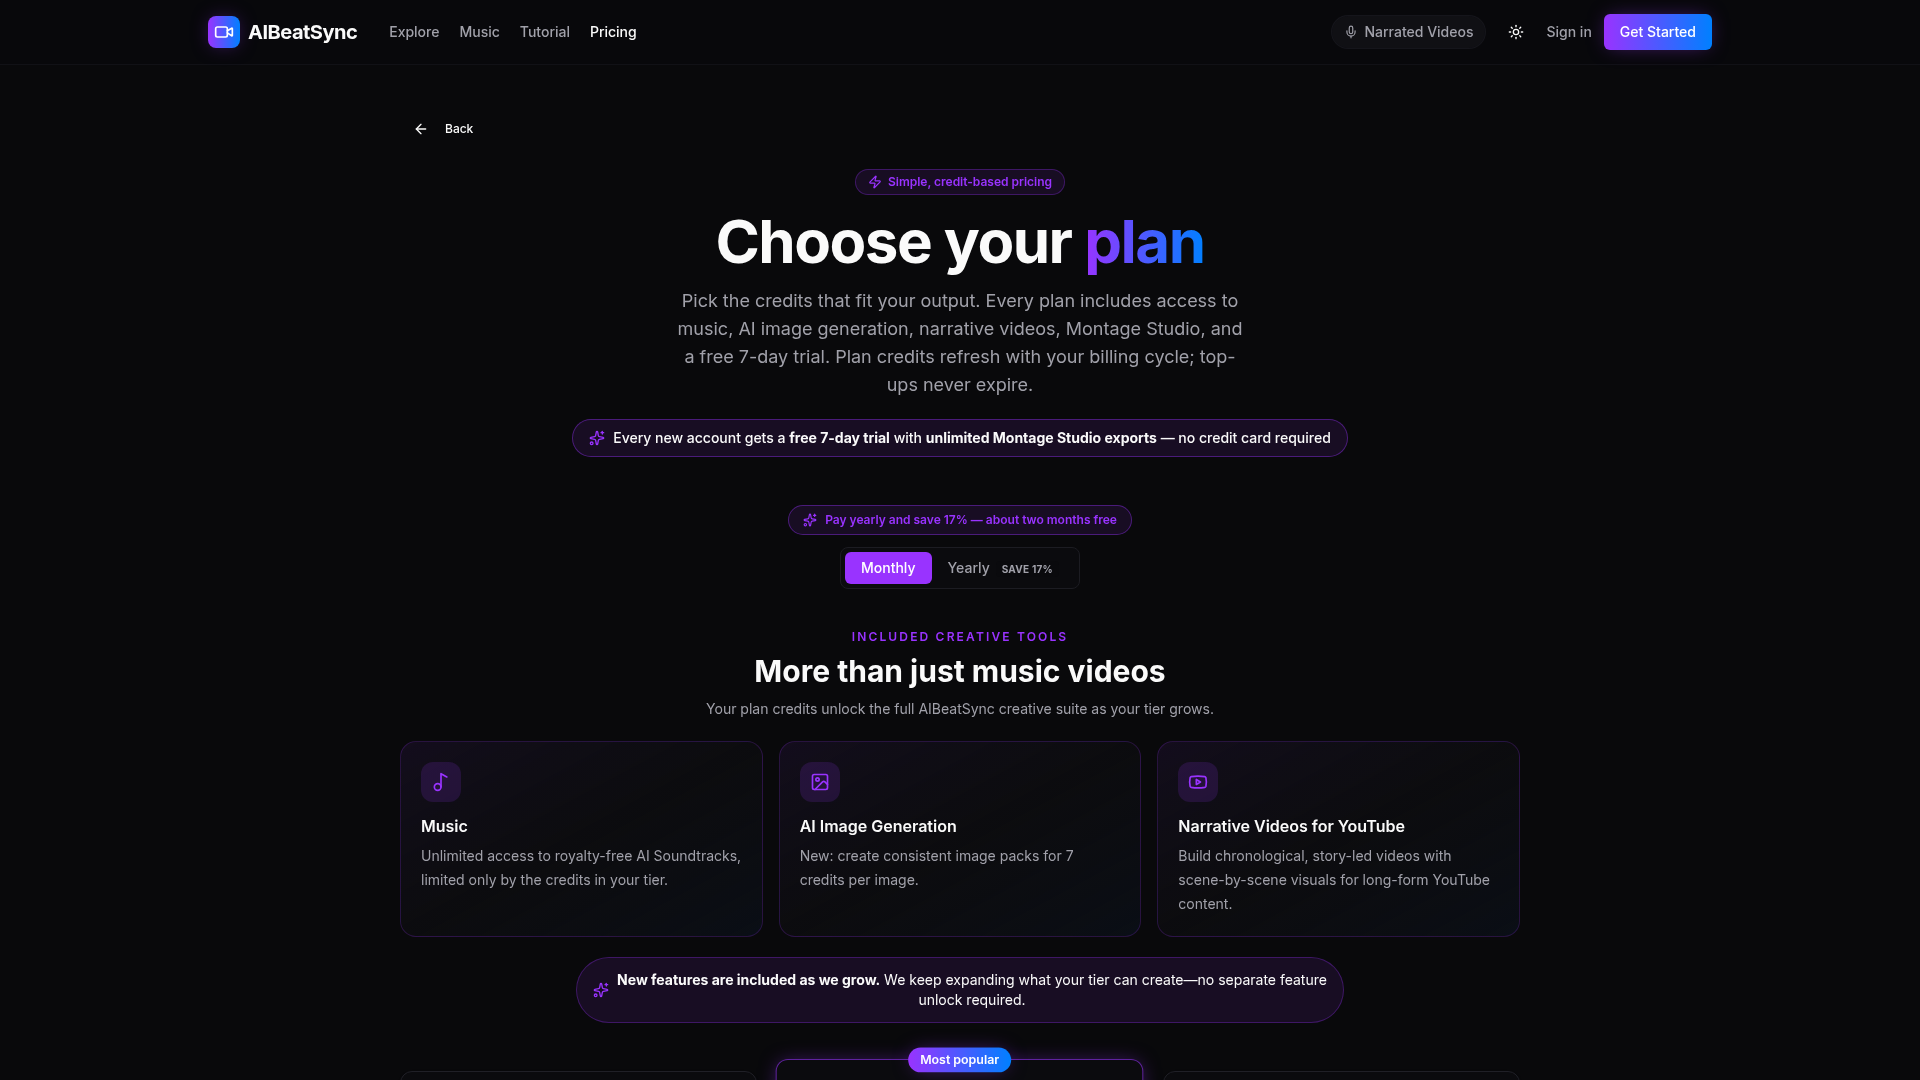 AIBeatSync
Explore
Music
Tutorial
Pricing
Narrated Videos
Sign in
Get Started
Back
Simple, credit-based pricing
Choose your plan
Pick the credits that fit your output. Every plan includes access to
music, AI image generation, narrative videos, Montage Studio, and
a free 7-day trial. Plan credits refresh with your billing cycle; top-
ups never expire.
Every new account gets a free 7-day trial with unlimited Montage Studio exports — no credit card required
Pay yearly and save 17% — about two months free
Monthly
Yearly SAVE 17%
INCLUDED CREATIVE TOOLS
More than just music videos
Your plan credits unlock the full AIBeatSync creative suite as your tier grows.
Music
Unlimited access to royalty-free AI Soundtracks,
limited only by the credits in your tier.
AI Image Generation
New: create consistent image packs for 7
credits per image.
Narrative Videos for YouTube
Build chronological, story-led videos with
scene-by-scene visuals for long-form YouTube
content.
New features are included as we grow. We keep expanding what your tier can create—no separate feature
unlock required.
Most popular